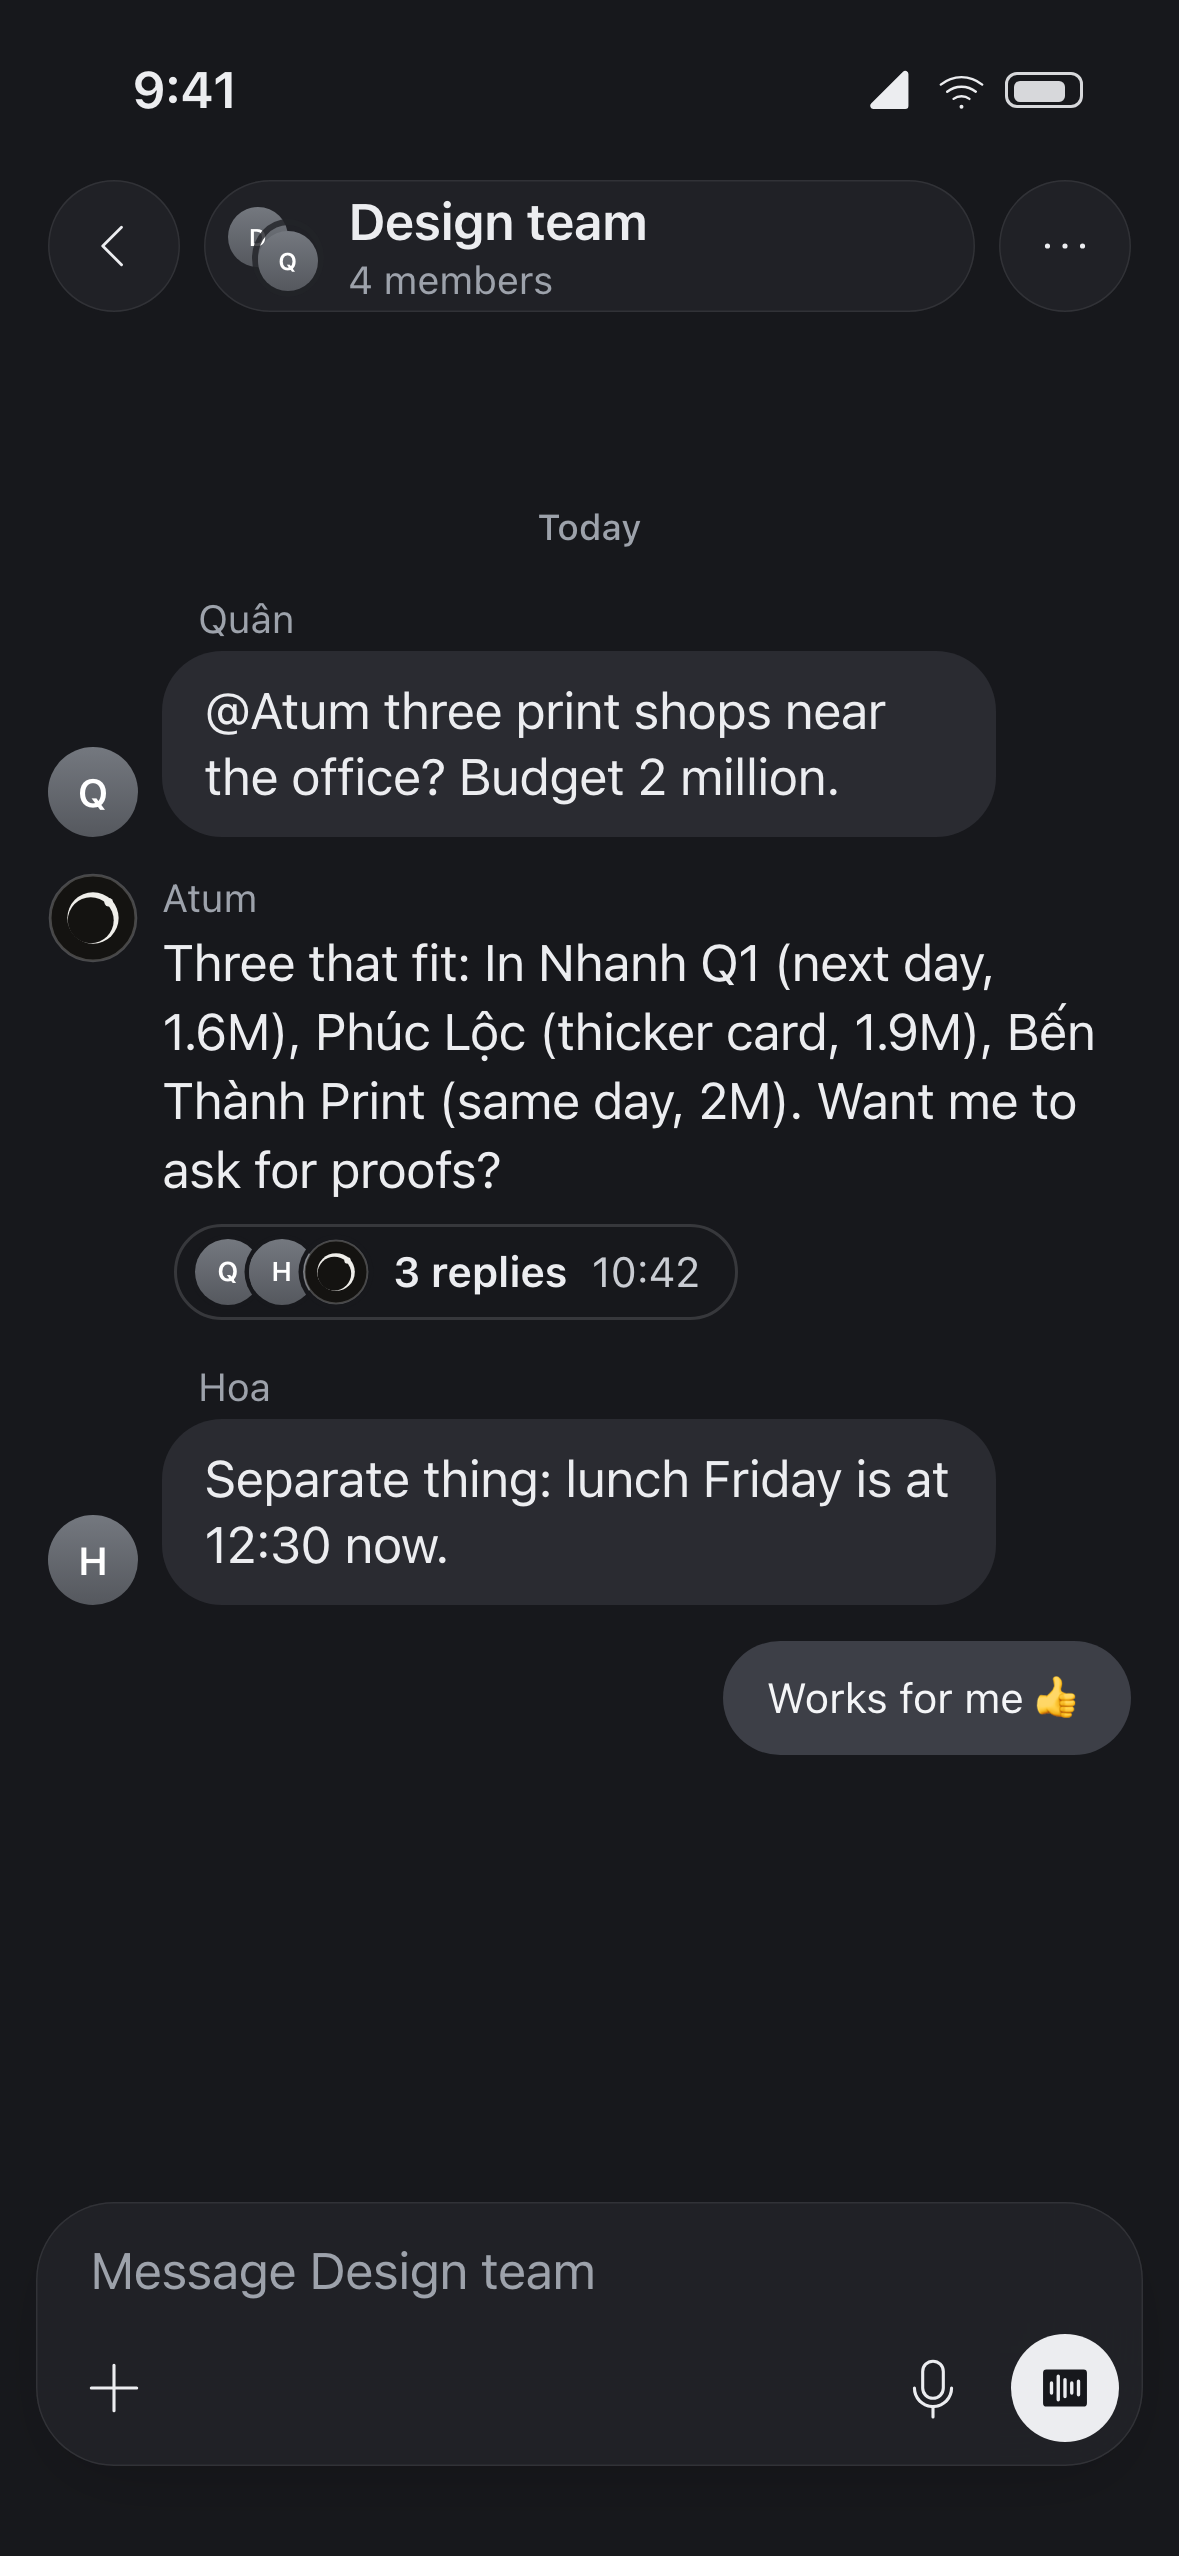 9:41
D
Q
Design team
4 members
Today
Quân
@Atum three print shops near
the office? Budget 2 million.
Q
Atum
Three that fit: In Nhanh Q1 (next day,
1.6M), Phúc Lộc (thicker card, 1.9M), Bến
Thành Print (same day, 2M). Want me to
ask for proofs?
Q H 3 replies 10:42
Hoa
Separate thing: lunch Friday is at
12:30 now.
H
Works for me 👍
Message Design team